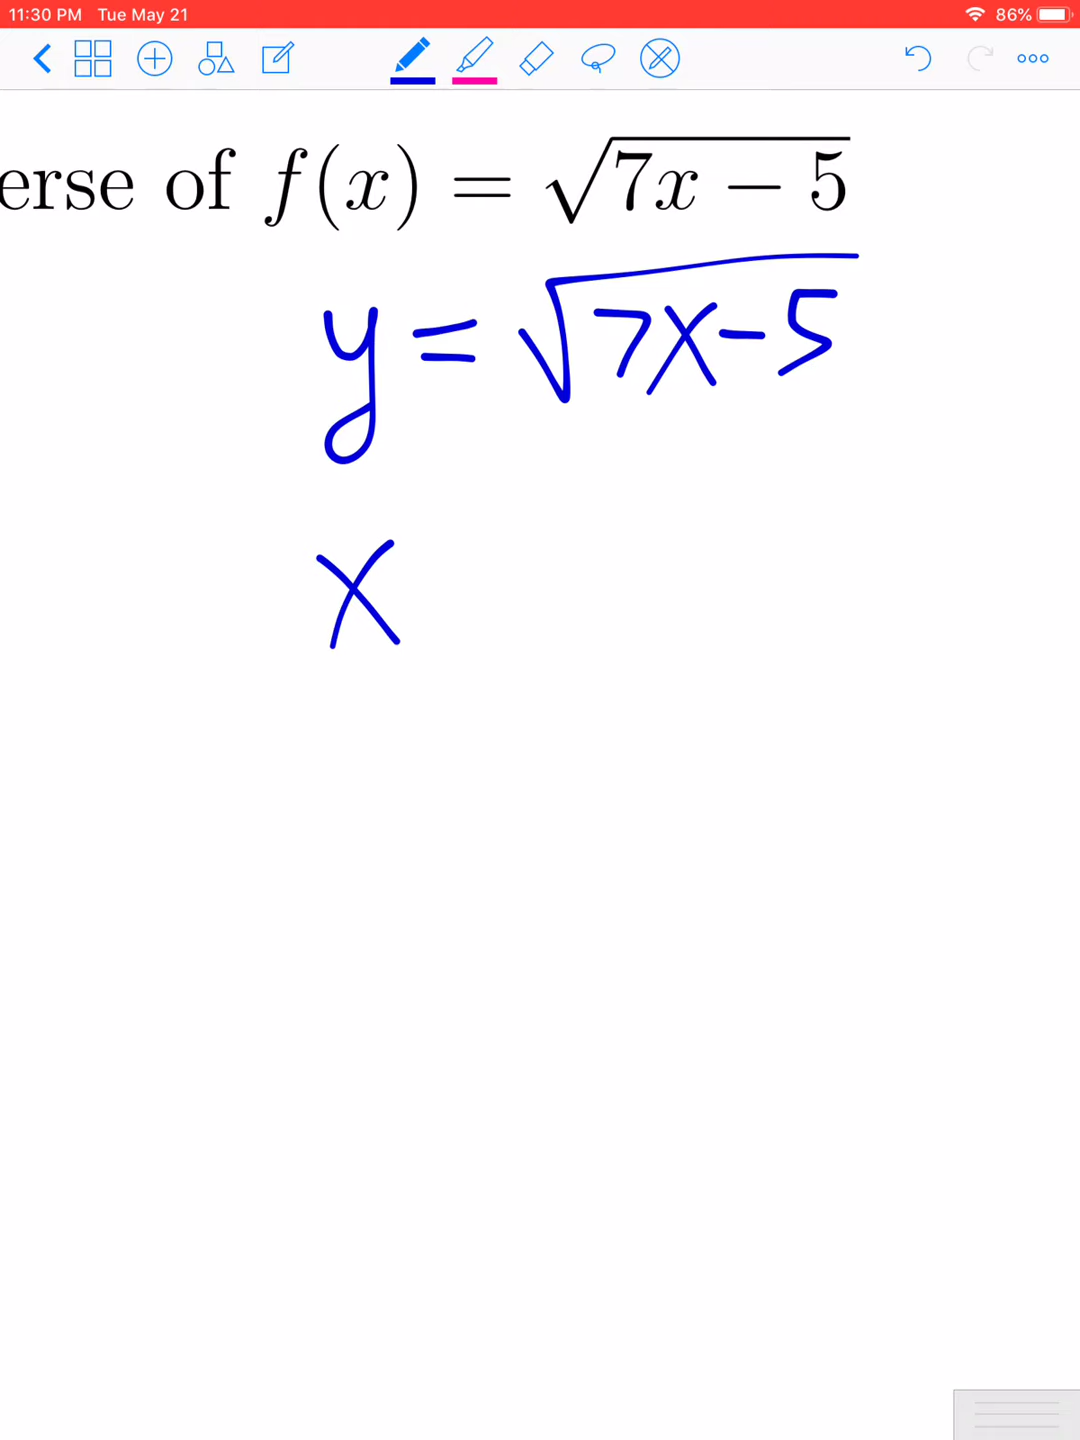 11:30 PM Tue May 21 86%
erse of f(x) = √(7x − 5)
y = √(7x-5)
x